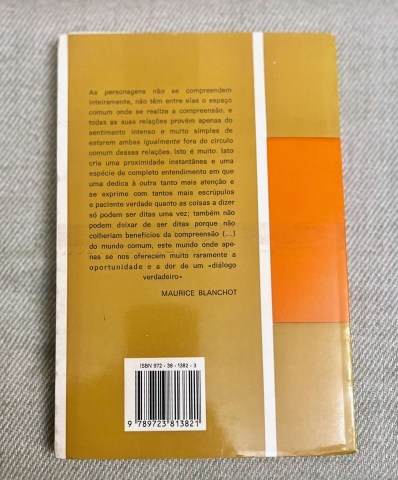 As personagens não se compreendem
inteiramente, não têm entre elas o espaço
comum onde se realiza a compreensão, e
todas as suas relações provêm apenas do
sentimento intenso e muito simples de
estarem ambas igualmente fora do círculo
comum dessas relações. Isto é muito. Isto
cria uma proximidade instantânea e uma
espécie de completo entendimento em que
uma dedica à outra tanto mais atenção e
se exprime com tantos mais escrúpulos
e paciente verdade quanto as coisas a dizer
só podem ser ditas uma vez; também não
podem deixar de ser ditas porque não
colheriam benefícios da compreensão (...)
do mundo comum, este mundo onde ape-
nas se nos oferecem muito raramente a
oportunidade e a dor de um «diálogo
verdadeiro»
MAURICE BLANCHOT
ISBN 972-38-1382-3
9 789723 813821